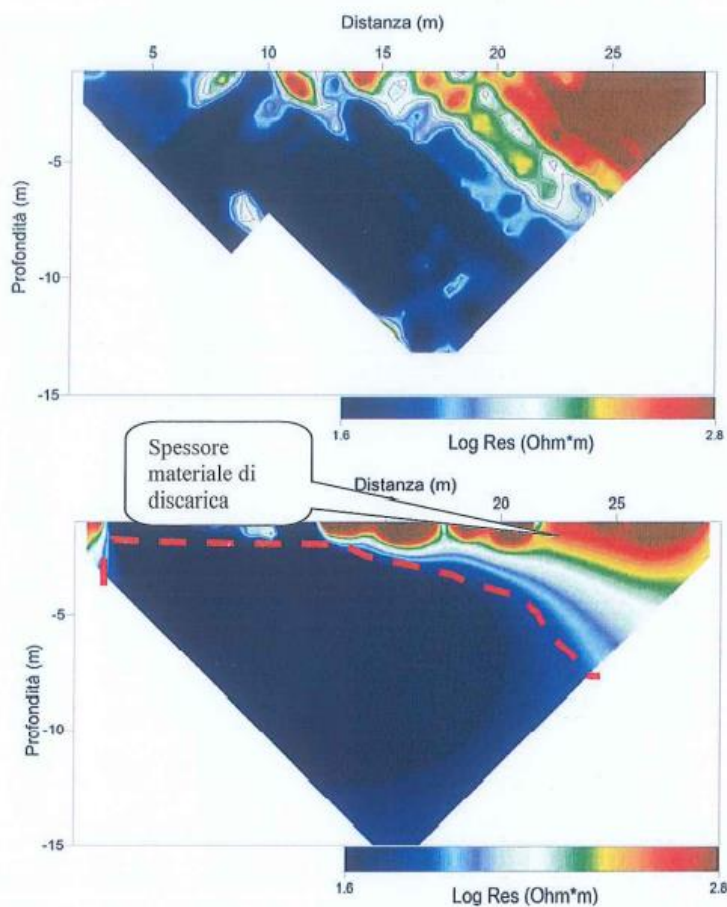 Distanza (m)
5 10 15 20 25
Profondità (m)
-5
-10
-15
1.6 2.8
Log Res (Ohm*m)
Spessore
materiale di
discarica
Distanza (m)
20 25
Profondità (m)
-5
-10
-15
1.6 2.8
Log Res (Ohm*m)